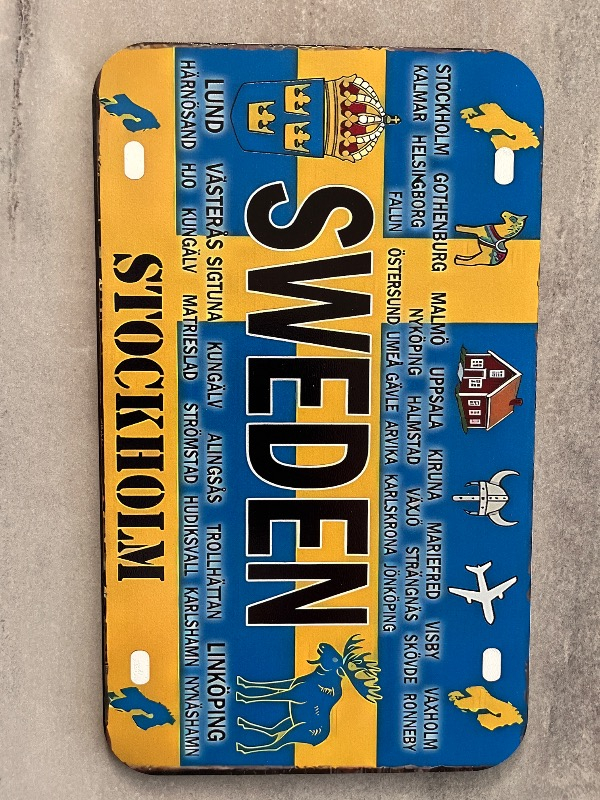 STOCKHOLM GOTHENBURG MALMÖ UPPSALA KIRUNA MARIEFRED VISBY VAXHOLM
KALMAR HELSINGBORG NYKÖPING HALMSTAD VÄXJÖ STRÄNGNÄS SKÖVDE RONNEBY
FALUN ÖSTERSUND UMEÅ GÄVLE ARVIKA KARLSKRONA JÖNKÖPING
SWEDEN
LUND VÄSTERÅS SIGTUNA KUNGÄLV ALINGSÅS TROLLHÄTTAN LINKÖPING
HÄRNÖSAND HJO KUNGÄLV MATRIESLAD STRÖMSTAD HUDIKSVALL KARLSHAMN NYNÄSHAMN
STOCKHOLM